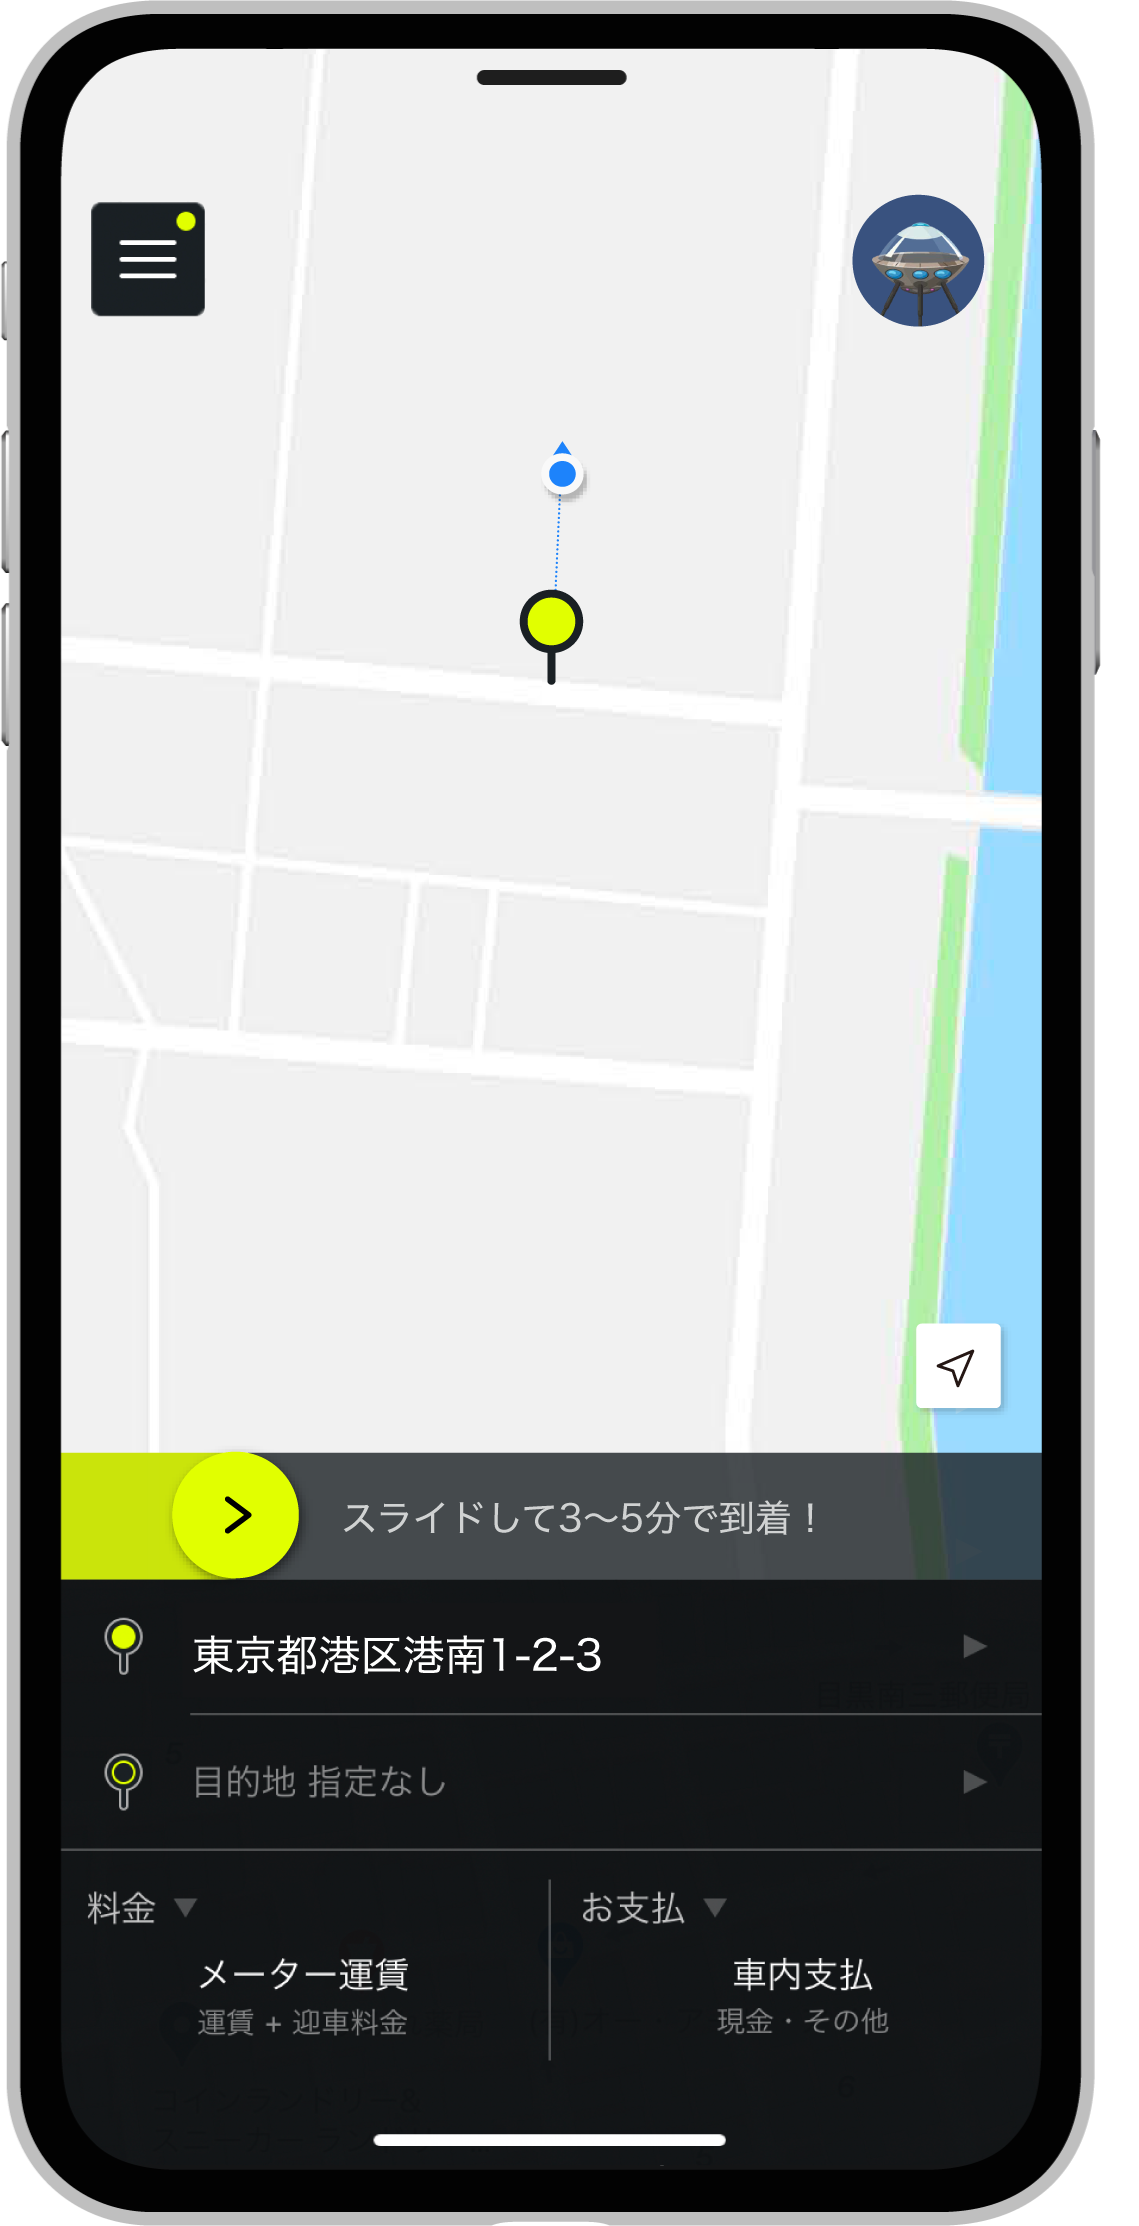 スライドして3〜5分で到着！
東京都港区港南1-2-3
目的地 指定なし
料金 ▼
お支払 ▼
メーター運賃
車内支払
運賃 + 迎車料金
現金・その他